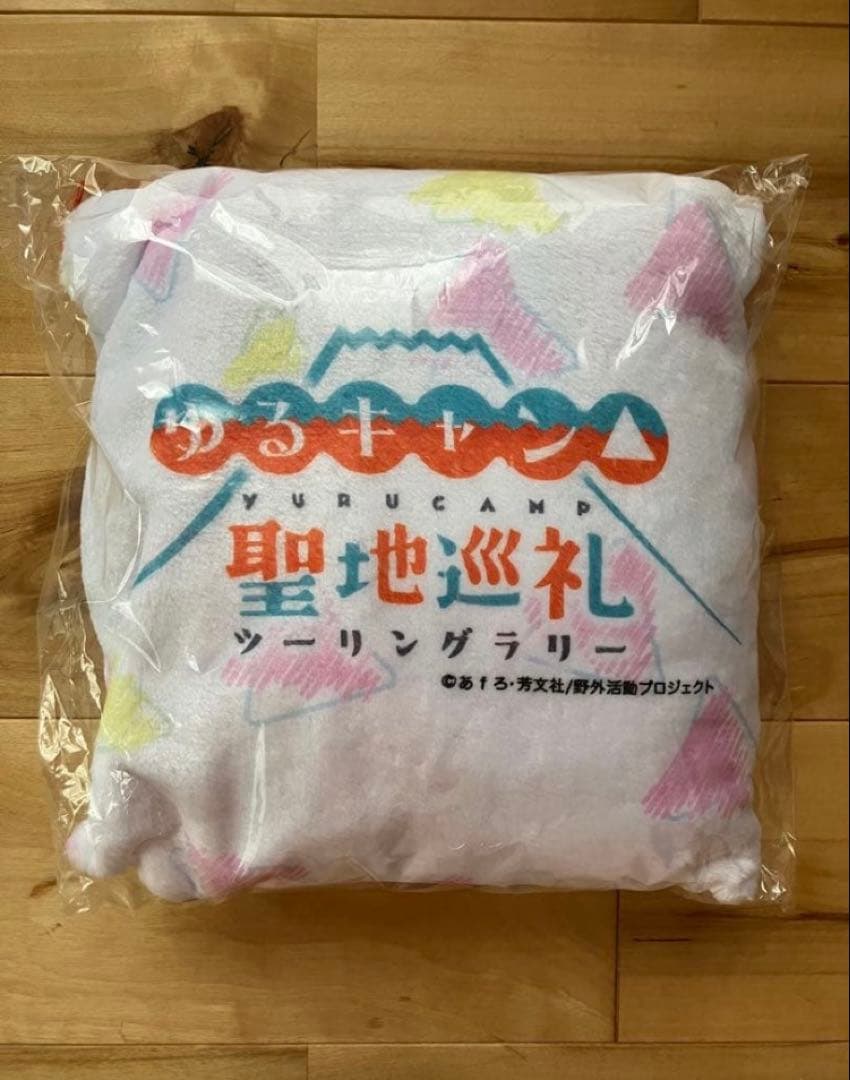 ゆるキャン△
YURUCAMP
聖地巡礼
ツーリングラリー
©あfろ・芳文社/野外活動プロジェクト